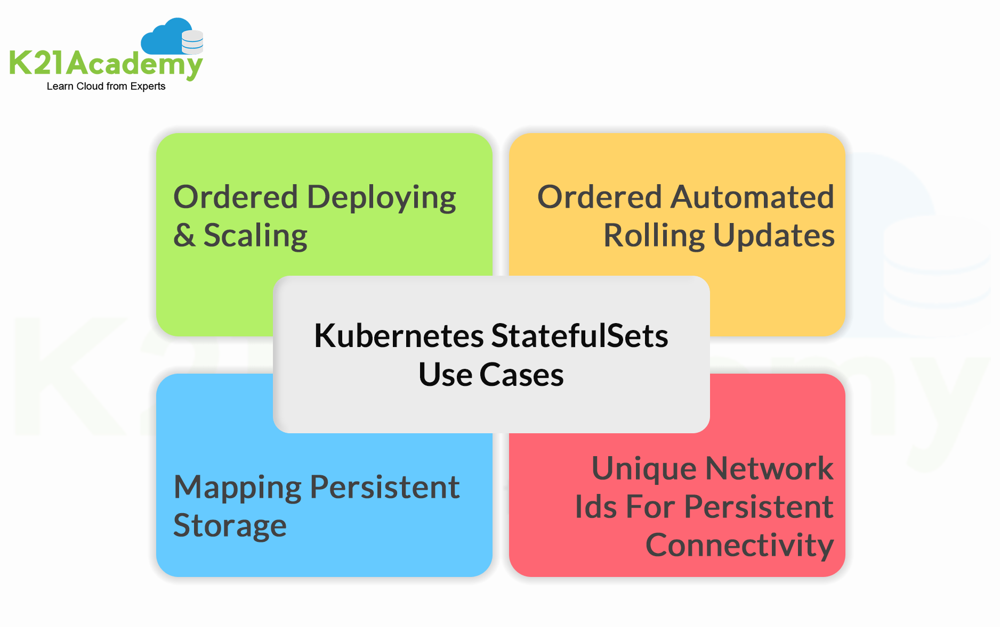 K21Academy
Learn Cloud from Experts
Ordered Deploying
& Scaling
Ordered Automated
Rolling Updates
Kubernetes StatefulSets
Use Cases
Mapping Persistent
Storage
Unique Network
Ids For Persistent
Connectivity